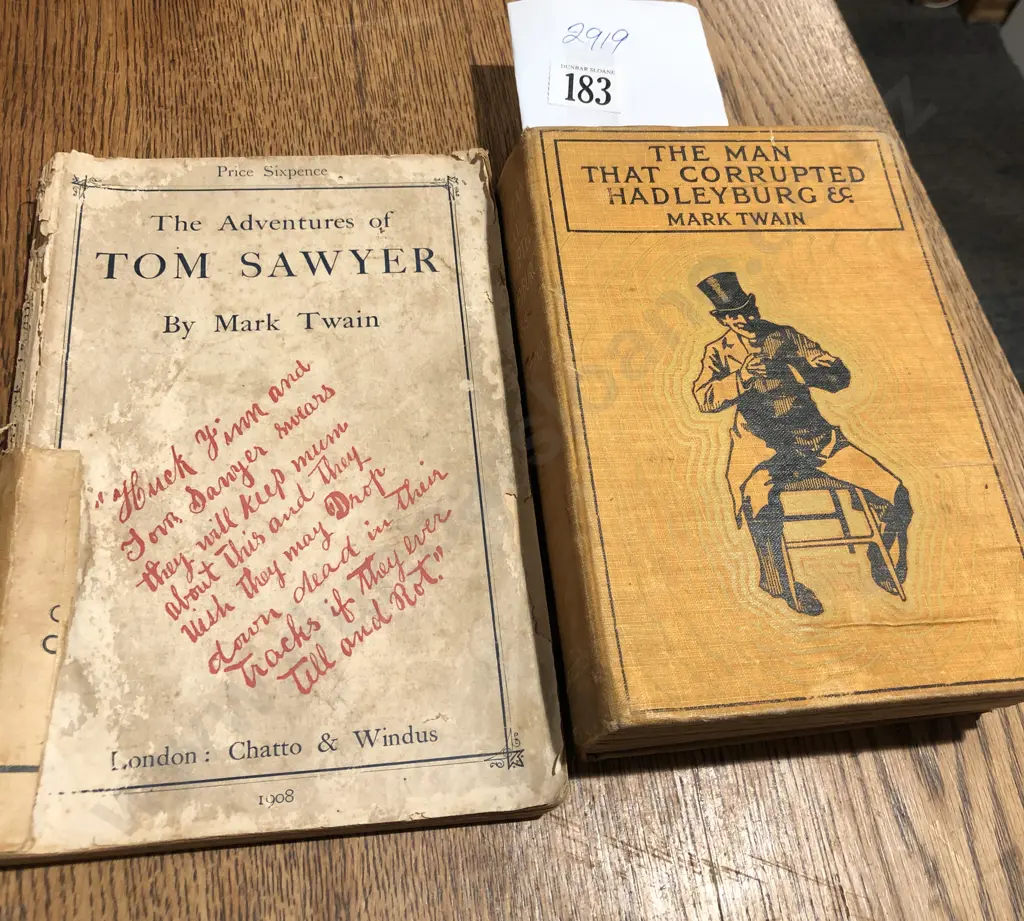 2919
DUNBAR SLOANE
183
Price Sixpence
The Adventures of
TOM SAWYER
By Mark Twain
"Huck Finn and
Tom Sawyer swears
they will keep mum
about this and they
wish they may Drop
down dead in their
tracks if they ever
Tell and Rot."
London: Chatto & Windus
1908
THE MAN
THAT CORRUPTED
HADLEYBURG &c
MARK TWAIN